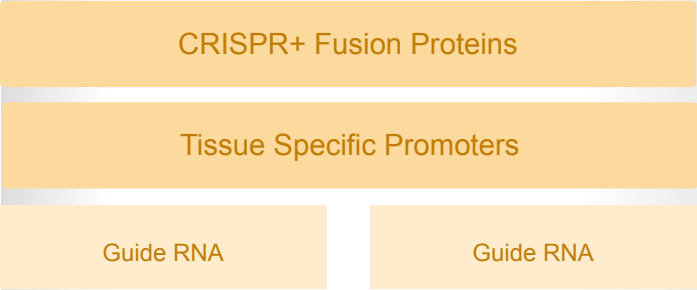 CRISPR+ Fusion Proteins
Tissue Specific Promoters
Guide RNA
Guide RNA